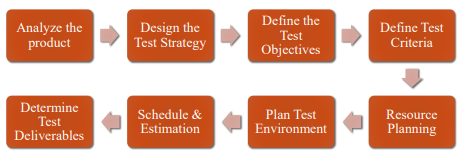 Analyze the
product
Design the
Test Strategy
Define the
Test
Objectives
Define Test
Criteria
Resource
Planning
Plan Test
Environment
Schedule &
Estimation
Determine
Test
Deliverables